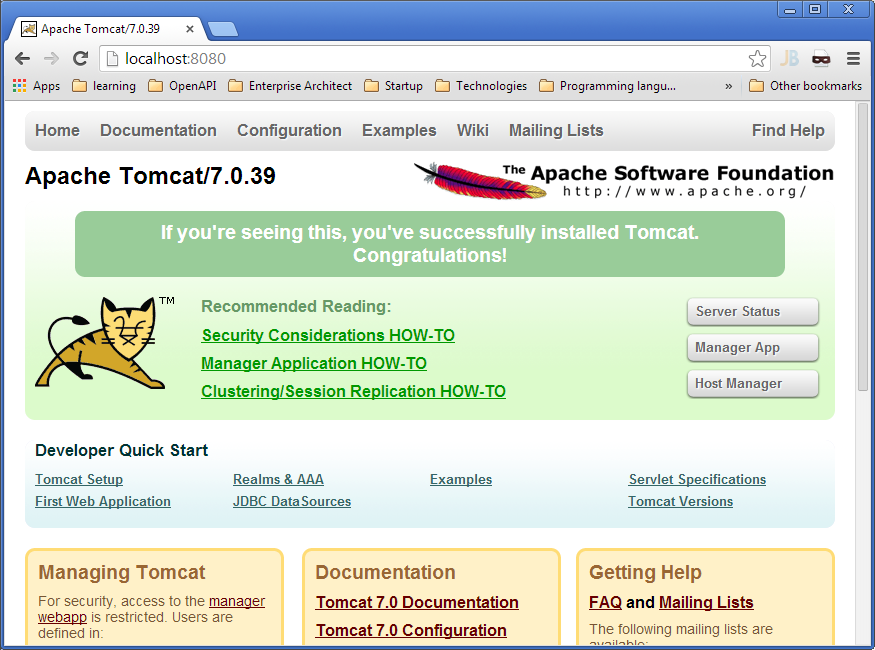 Apache Tomcat/7.0.39
localhost:8080
JB
Apps learning OpenAPI Enterprise Architect Startup Technologies Programming langu... » Other bookmarks
Home Documentation Configuration Examples Wiki Mailing Lists Find Help
Apache Tomcat/7.0.39
The Apache Software Foundation
http://www.apache.org/
If you're seeing this, you've successfully installed Tomcat.
Congratulations!
TM
Recommended Reading:
Security Considerations HOW-TO
Manager Application HOW-TO
Clustering/Session Replication HOW-TO
Server Status
Manager App
Host Manager
Developer Quick Start
Tomcat Setup
First Web Application
Realms & AAA
JDBC DataSources
Examples
Servlet Specifications
Tomcat Versions
Managing Tomcat
For security, access to the manager
webapp is restricted. Users are
defined in:
Documentation
Tomcat 7.0 Documentation
Tomcat 7.0 Configuration
Getting Help
FAQ and Mailing Lists
The following mailing lists are
available: